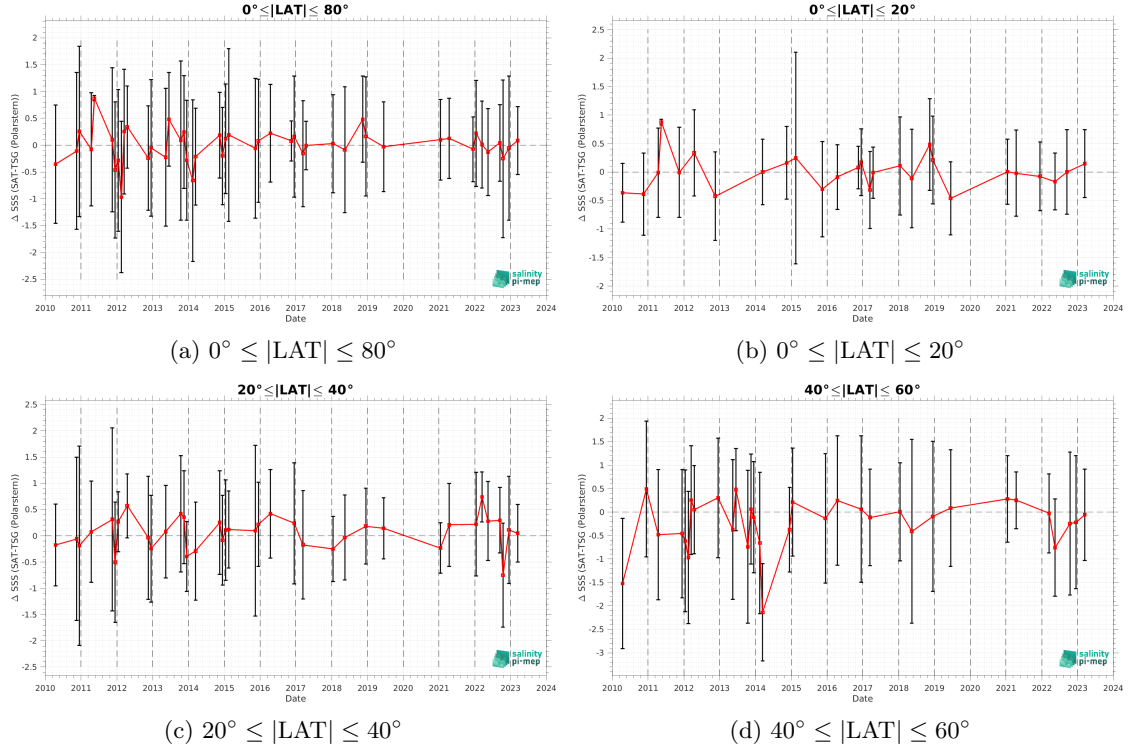 0°≤|LAT|≤ 80°
Δ SSS (SAT-TSG (Polarstern))
2
1.5
1
0.5
0
-0.5
-1
-1.5
-2
-2.5
2010 2011 2012 2013 2014 2015 2016 2017 2018 2019 2020 2021 2022 2023 2024
Date
salinity
pi-mep
(a) 0° ≤ |LAT| ≤ 80°
0°≤|LAT|≤ 20°
Δ SSS (SAT-TSG (Polarstern))
2.5
2
1.5
1
0.5
0
-0.5
-1
-1.5
-2
2010 2011 2012 2013 2014 2015 2016 2017 2018 2019 2020 2021 2022 2023 2024
Date
salinity
pi-mep
(b) 0° ≤ |LAT| ≤ 20°
20°≤|LAT|≤ 40°
Δ SSS (SAT-TSG (Polarstern))
2.5
2
1.5
1
0.5
0
-0.5
-1
-1.5
-2
-2.5
2010 2011 2012 2013 2014 2015 2016 2017 2018 2019 2020 2021 2022 2023 2024
Date
salinity
pi-mep
(c) 20° ≤ |LAT| ≤ 40°
40°≤|LAT|≤ 60°
Δ SSS (SAT-TSG (Polarstern))
2
1.5
1
0.5
0
-0.5
-1
-1.5
-2
-2.5
-3
2010 2011 2012 2013 2014 2015 2016 2017 2018 2019 2020 2021 2022 2023 2024
Date
salinity
pi-mep
(d) 40° ≤ |LAT| ≤ 60°